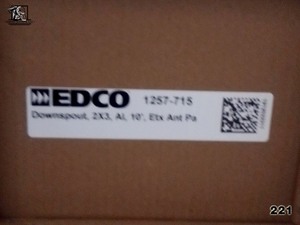 EDCO 1257-715
Downspout, 2X3, Al, 10', Etx Ant Pa
221